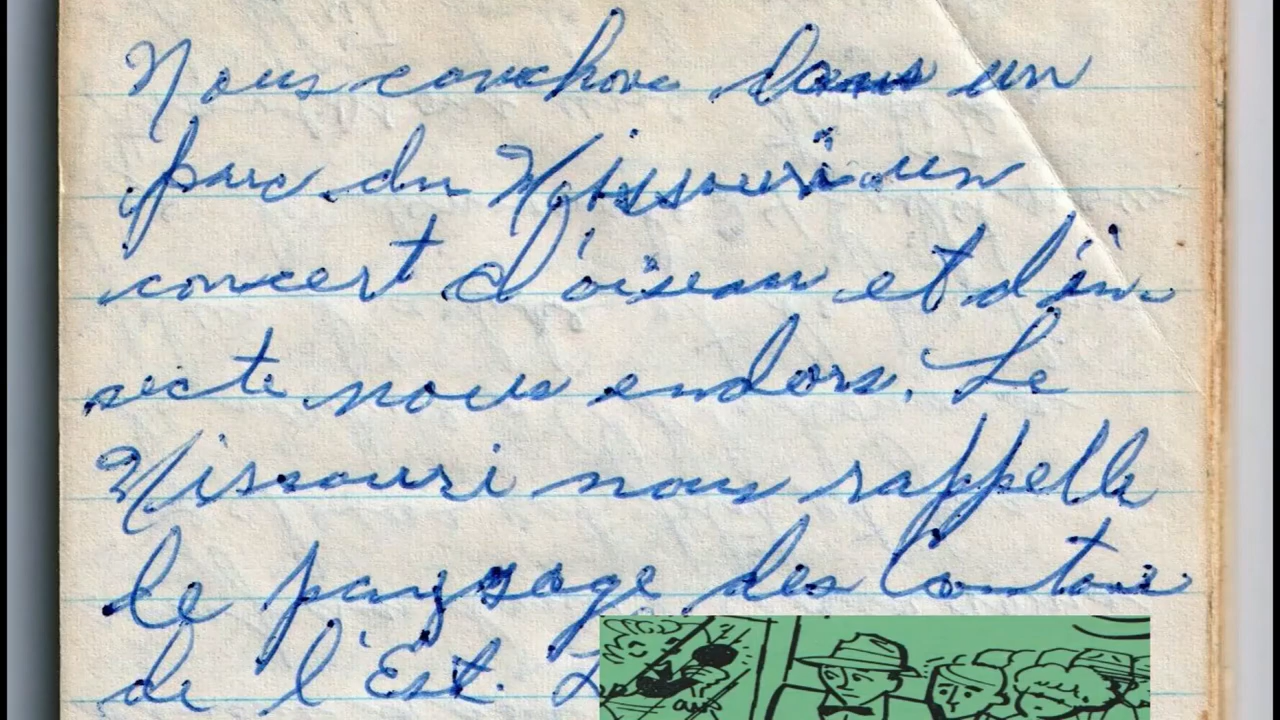 Nous couchons dans un
parc du Missouri un
concert d'oiseau et d'in-
secte nous endors. Le
Missouri nous rappelle
le paysage des Cantons
de l'Est.